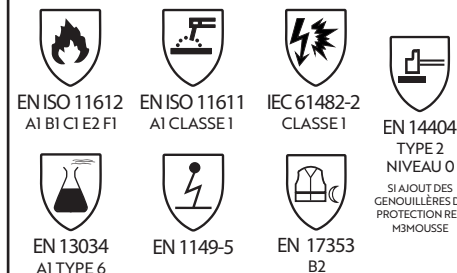 EN ISO 11612
A1 B1 C1 E2 F1
EN ISO 11611
A1 CLASSE 1
IEC 61482-2
CLASSE 1
EN 14404
TYPE 2
NIVEAU 0
SI AJOUT DES
GENOUILLÈRES D
PROTECTION RE
M3MOUSSE
EN 13034
A1 TYPE 6
EN 1149-5
EN 17353
B2